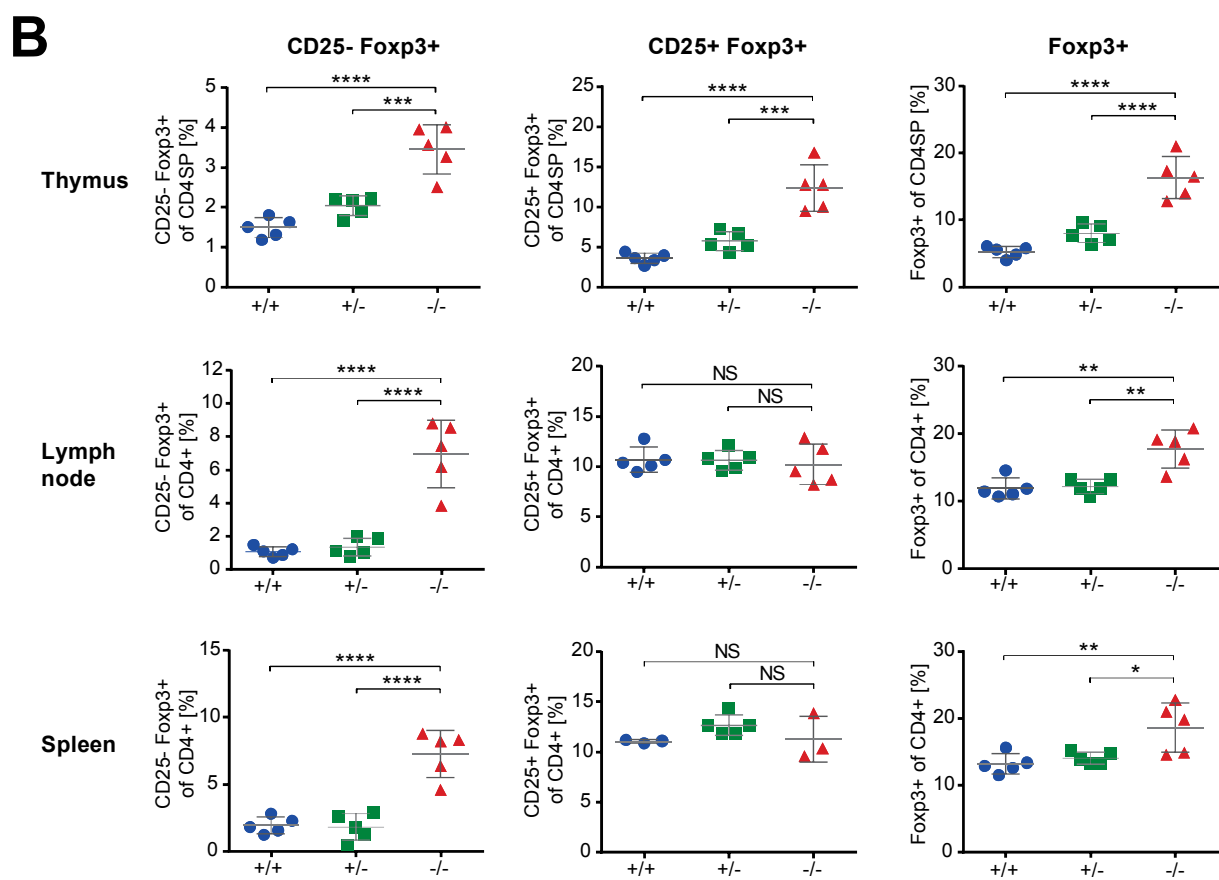 B
CD25- Foxp3+
CD25+ Foxp3+
Foxp3+
Thymus
CD25- Foxp3+
of CD4SP [%]
5
4
3
2
1
0
****
***
+/+ +/- -/-
CD25+ Foxp3+
of CD4SP [%]
25
20
15
10
5
0
****
***
+/+ +/- -/-
Foxp3+ of CD4SP [%]
30
20
10
0
****
****
+/+ +/- -/-
Lymph
node
CD25- Foxp3+
of CD4+ [%]
12
10
8
6
4
2
0
****
****
+/+ +/- -/-
CD25+ Foxp3+
of CD4+ [%]
20
15
10
5
0
NS
NS
+/+ +/- -/-
Foxp3+ of CD4+ [%]
30
20
10
0
**
**
+/+ +/- -/-
Spleen
CD25- Foxp3+
of CD4+ [%]
15
10
5
0
****
****
+/+ +/- -/-
CD25+ Foxp3+
of CD4+ [%]
20
15
10
5
0
NS
NS
+/+ +/- -/-
Foxp3+ of CD4+ [%]
30
20
10
0
**
*
+/+ +/- -/-